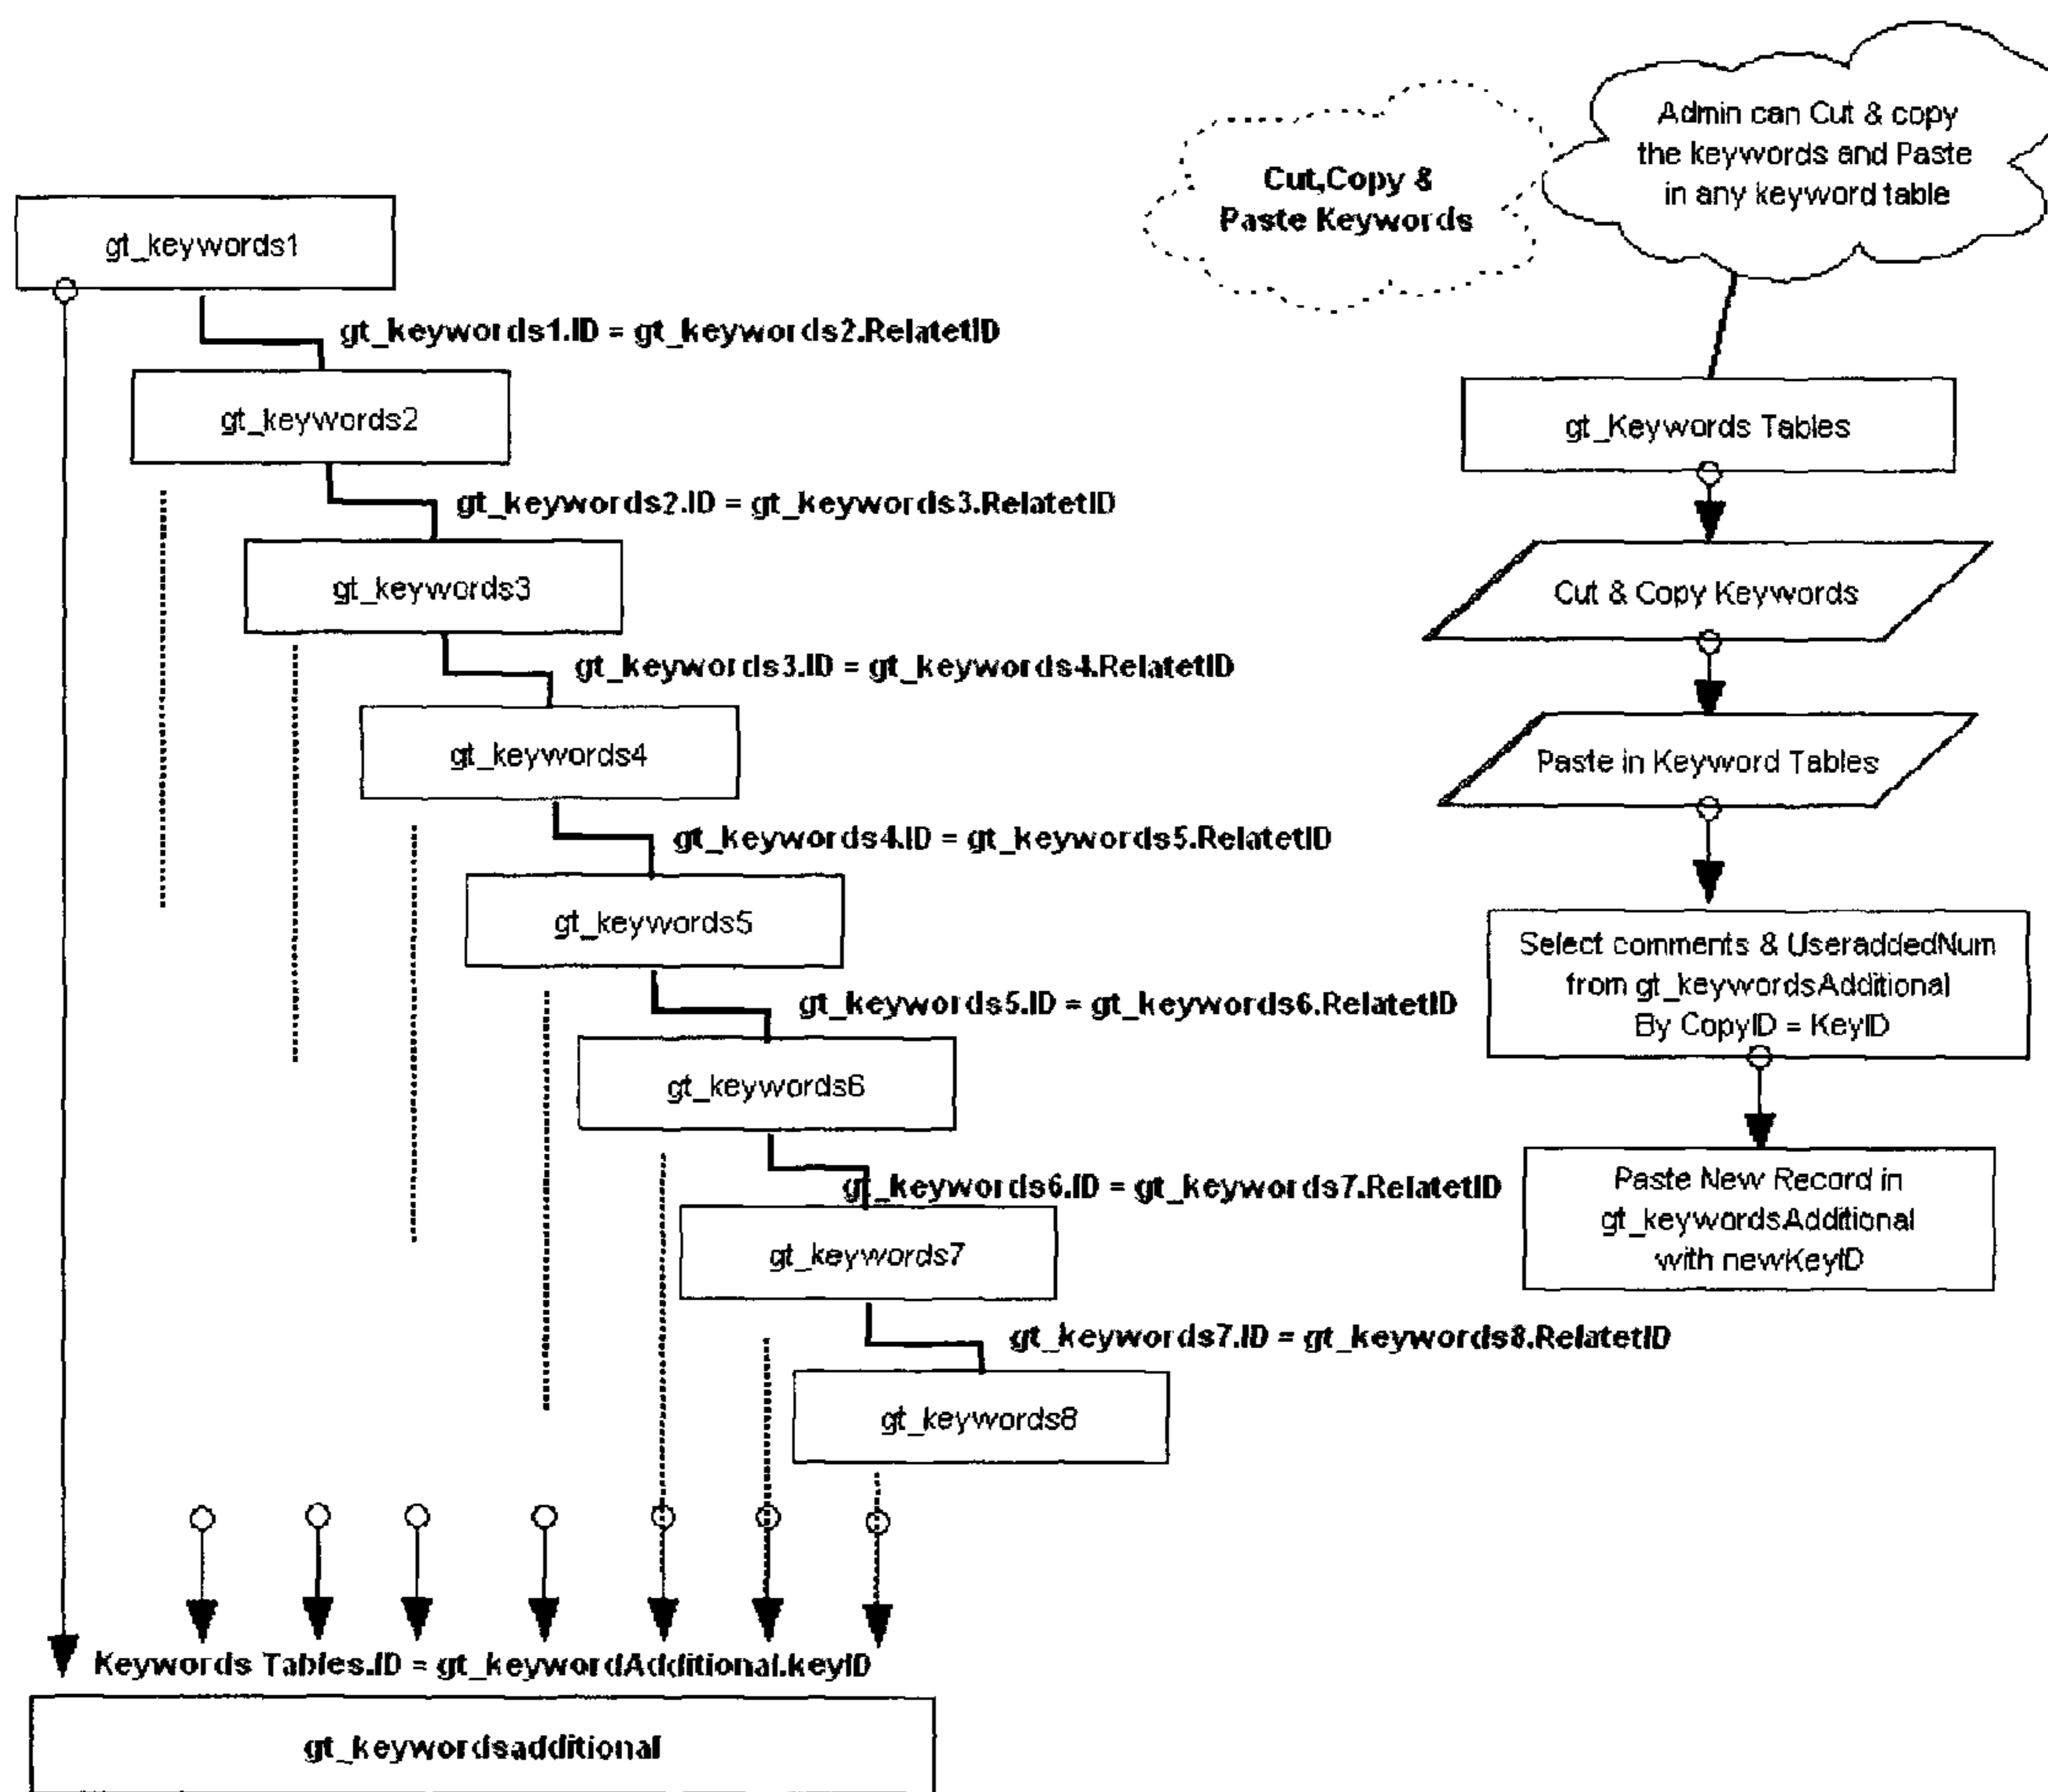 Admin can Cut & copy
the keywords and Paste
in any keyword table
Cut,Copy &
Paste Keywords
gt_keywords1
gt_keywords1.ID = gt_keywords2.RelatetID
gt_keywords2
gt_keywords2.ID = gt_keywords3.RelatetID
gt_keywords3
gt_keywords3.ID = gt_keywords4.RelatetID
gt_keywords4
gt_keywords4.ID = gt_keywords5.RelatetID
gt_keywords5
gt_keywords5.ID = gt_keywords6.RelatetID
gt_keywords6
gt_keywords6.ID = gt_keywords7.RelatetID
gt_keywords7
gt_keywords7.ID = gt_keywords8.RelatetID
gt_keywords8
Keywords Tables.ID = gt_keywordAdditional.keyID
gt_keywordsadditional
gt_Keywords Tables
Cut & Copy Keywords
Paste in Keyword Tables
Select comments & UseraddedNum
from gt_keywordsAdditional
By CopyID = KeyID
Paste New Record in
gt_keywordsAdditional
with newKeyID